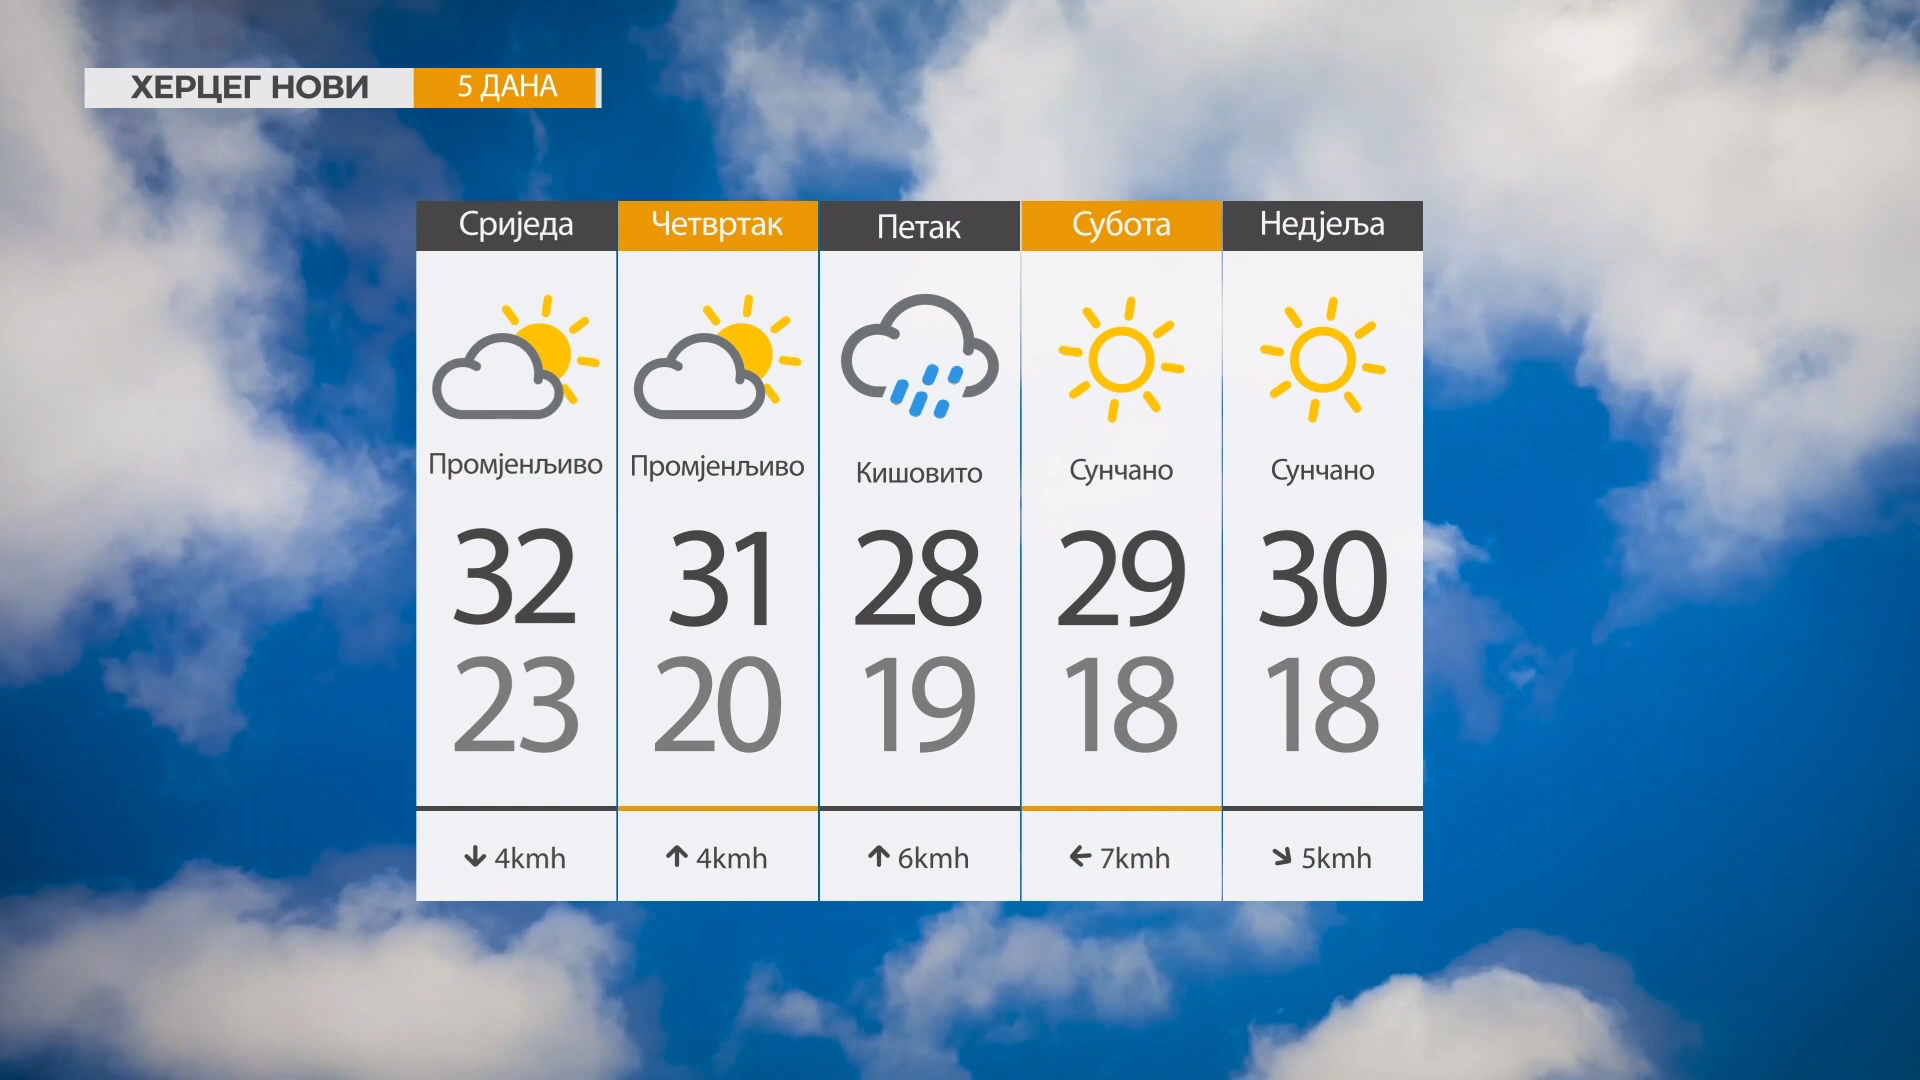 ХЕРЦЕГ НОВИ
5 ДАНА
Сриједа
Промјенљиво
32
23
4kmh
Четвртак
Промјенљиво
31
20
4kmh
Петак
Кишовито
28
19
6kmh
Субота
Сунчано
29
18
7kmh
Недјеља
Сунчано
30
18
5kmh